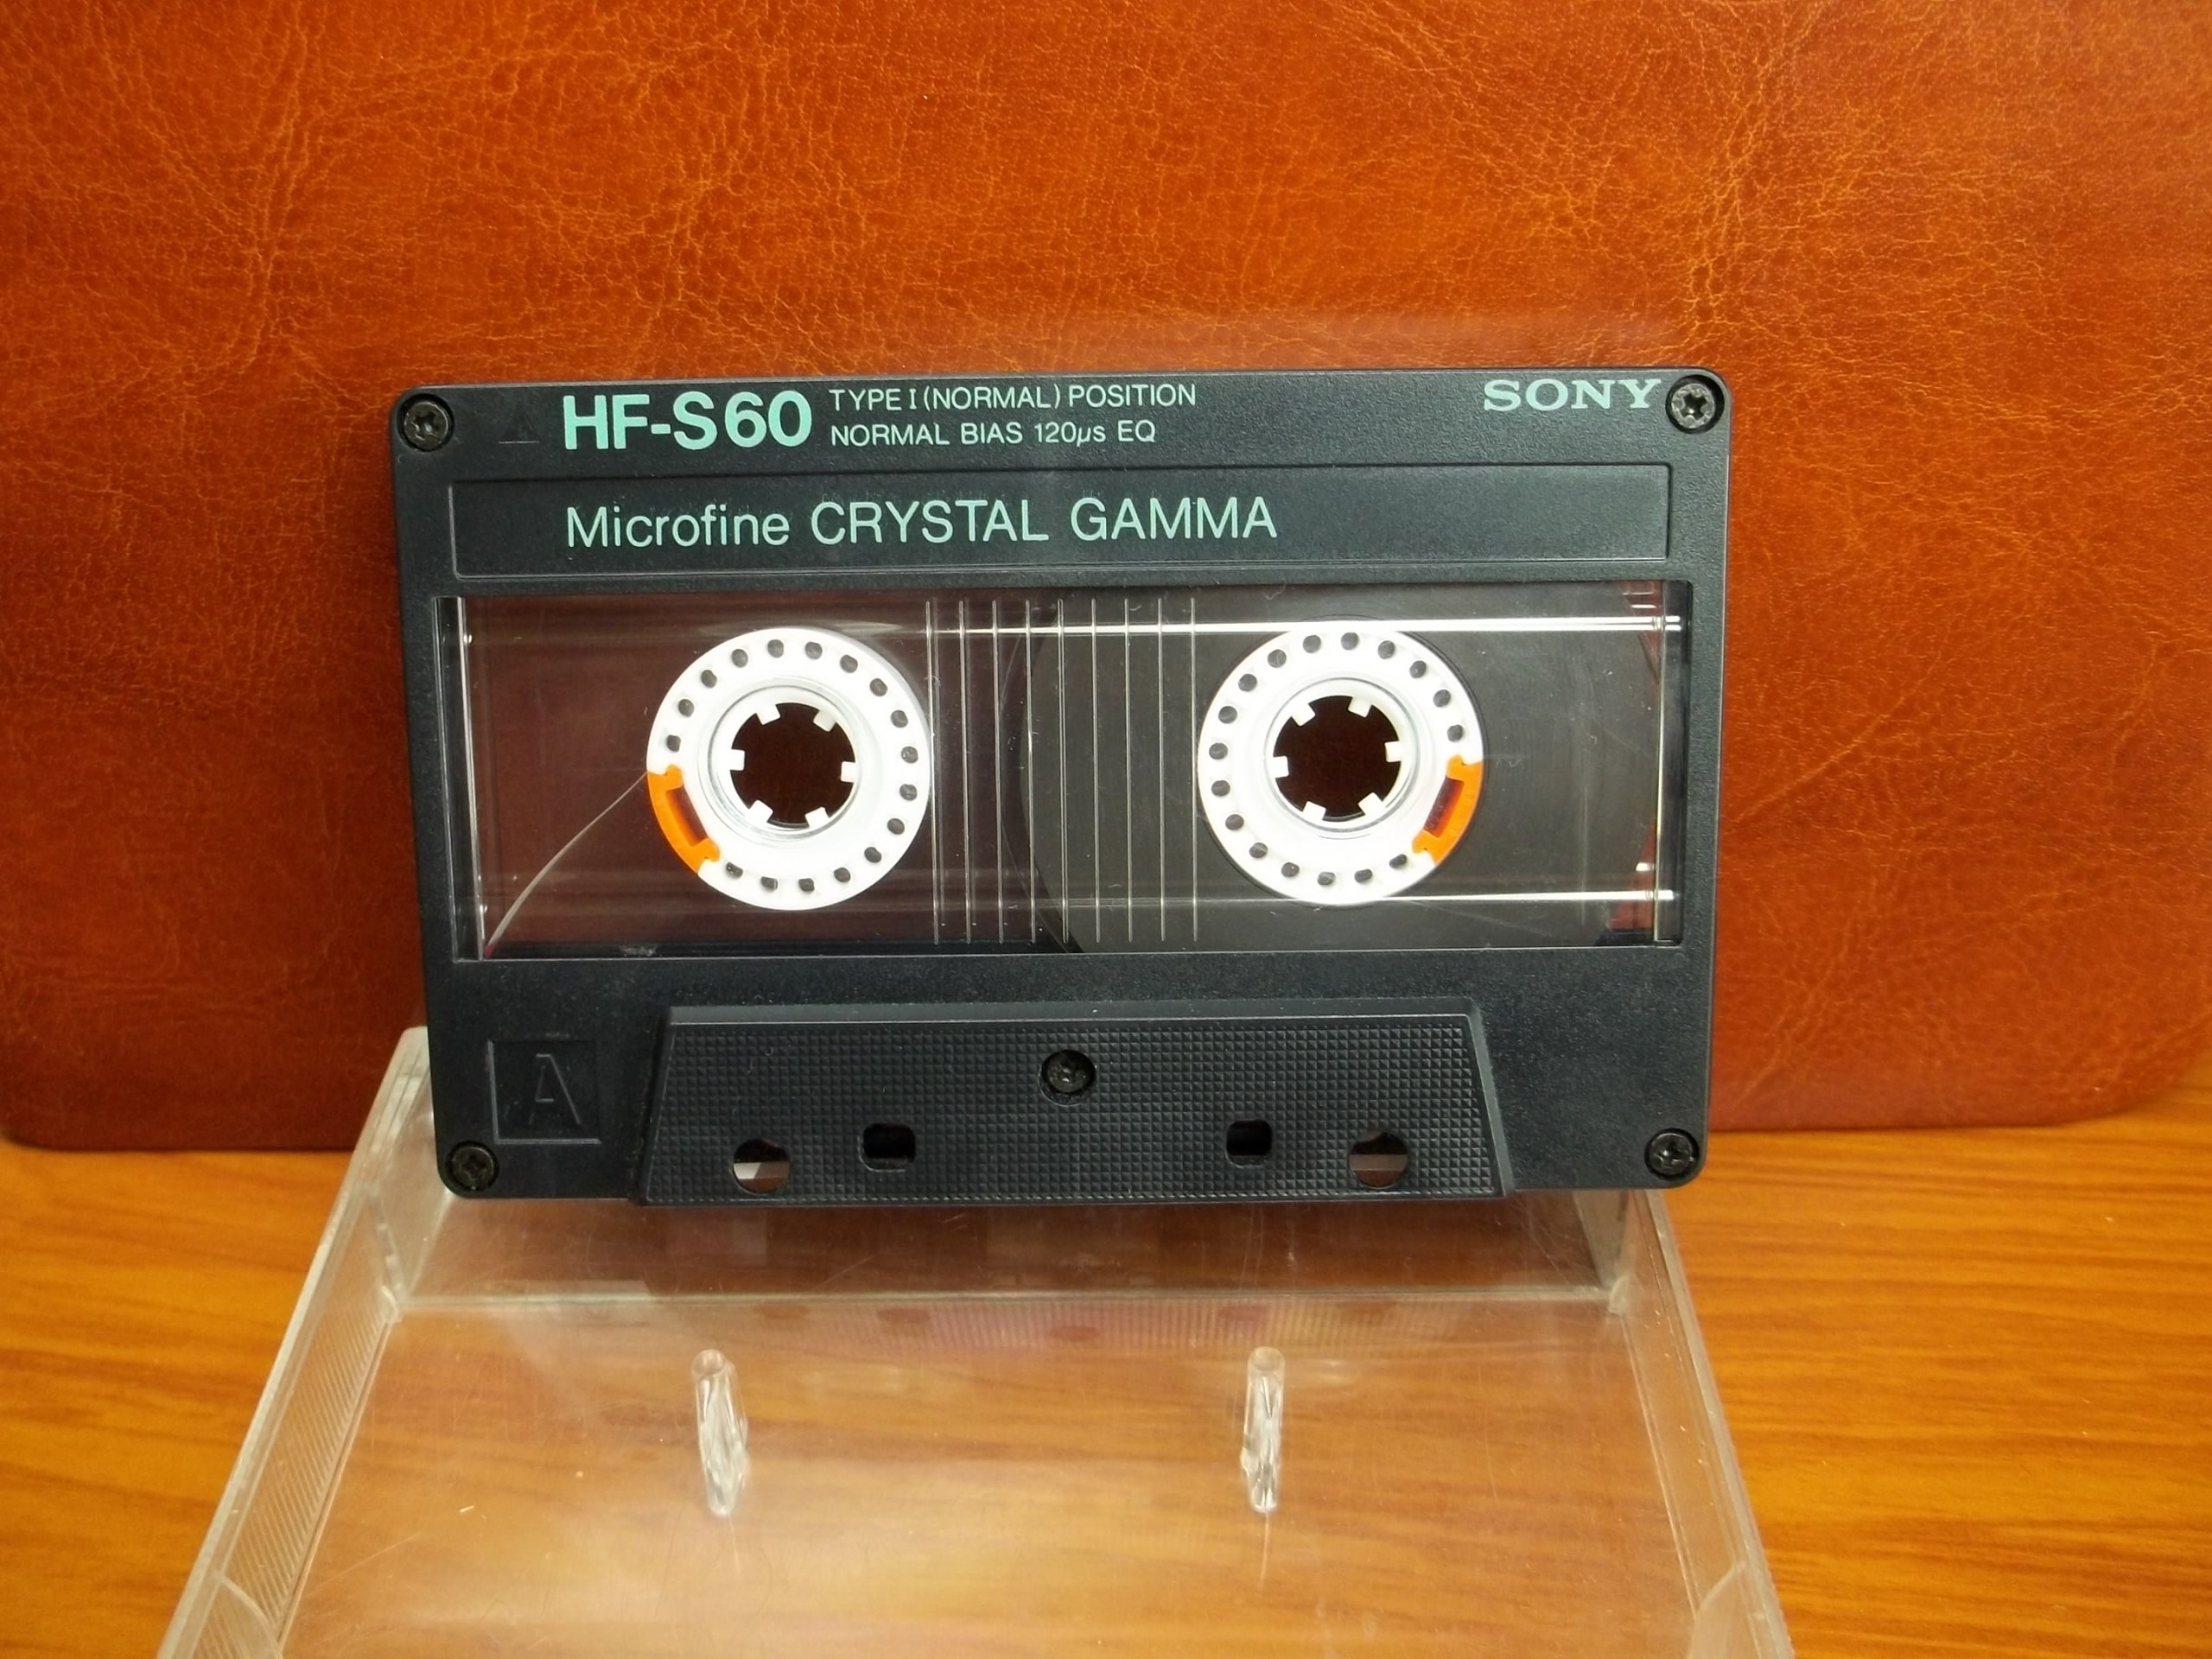 HF-S60 TYPE I (NORMAL) POSITION
NORMAL BIAS 120µs EQ
SONY
Microfine CRYSTAL GAMMA
A